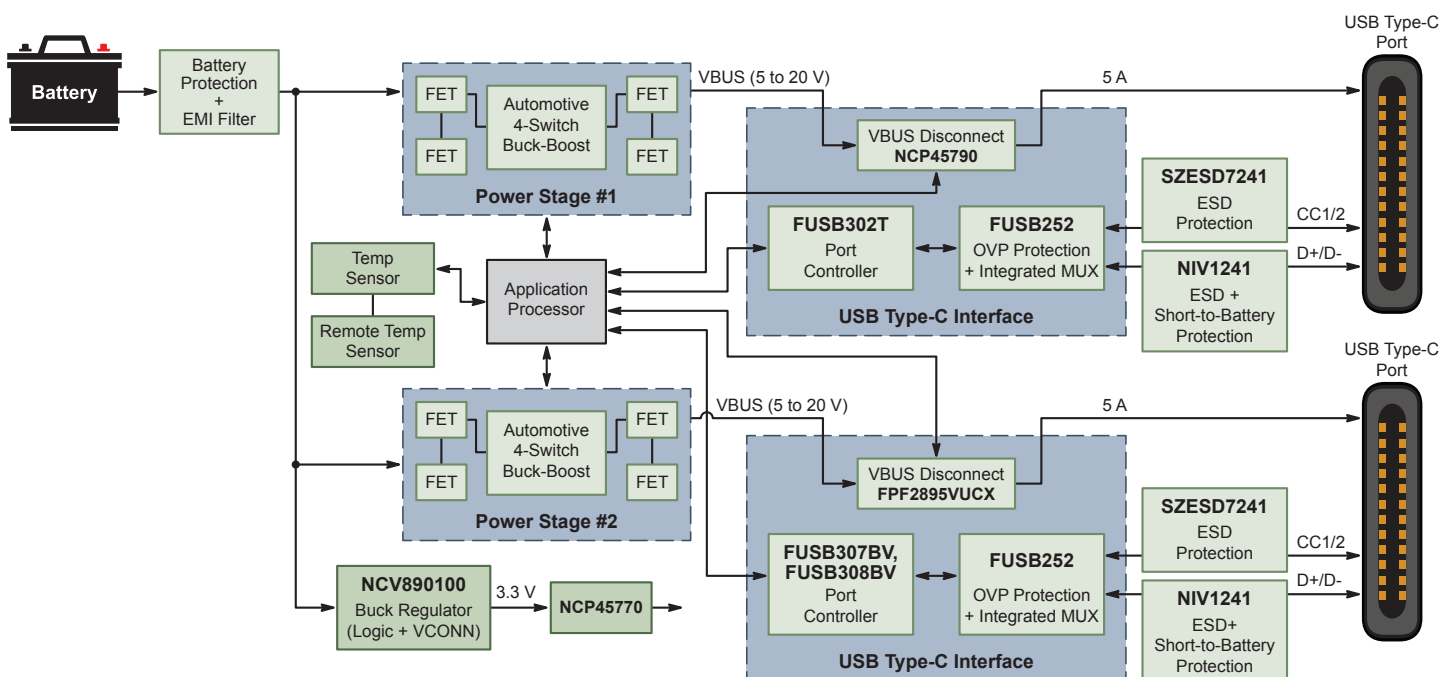 USB Type-C
Port
Battery
Battery
Protection
+
EMI Filter
FET
FET
Automotive
4-Switch
Buck-Boost
FET
FET
Power Stage #1
VBUS (5 to 20 V)
5 A
VBUS Disconnect
NCP45790
FUSB302T
Port
Controller
FUSB252
OVP Protection
+ Integrated MUX
USB Type-C Interface
SZESD7241
ESD
Protection
CC1/2
D+/D-
NIV1241
ESD +
Short-to-Battery
Protection
Temp
Sensor
Remote Temp
Sensor
Application
Processor
USB Type-C
Port
FET
FET
Automotive
4-Switch
Buck-Boost
FET
FET
Power Stage #2
VBUS (5 to 20 V)
5 A
VBUS Disconnect
FPF2895VUCX
FUSB307BV,
FUSB308BV
Port
Controller
FUSB252
OVP Protection
+ Integrated MUX
USB Type-C Interface
SZESD7241
ESD
Protection
CC1/2
D+/D-
NIV1241
ESD+
Short-to-Battery
Protection
NCV890100
Buck Regulator
(Logic + VCONN)
3.3 V
NCP45770